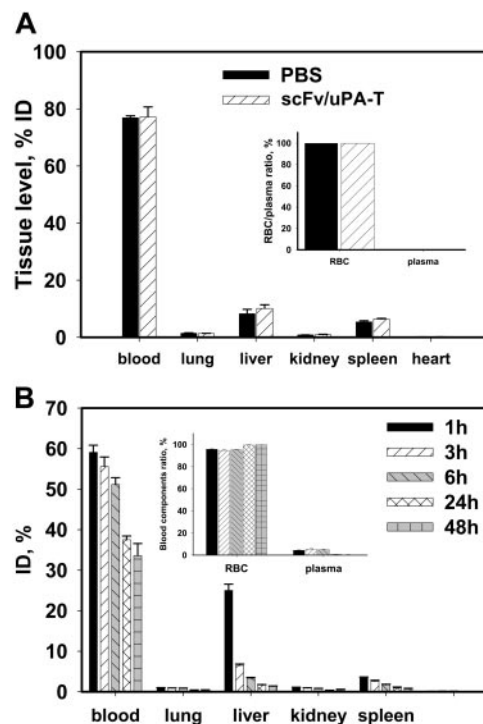 A
100
80
60
40
20
0
Tissue level, % ID
PBS
scFv/uPA-T
RBC/plasma ratio, %
100
80
60
40
20
0
RBC plasma
blood lung liver kidney spleen heart
B
70
60
50
40
30
20
10
0
ID, %
1h
3h
6h
24h
48h
Blood components ratio, %
100
80
60
40
20
0
RBC plasma
blood lung liver kidney spleen